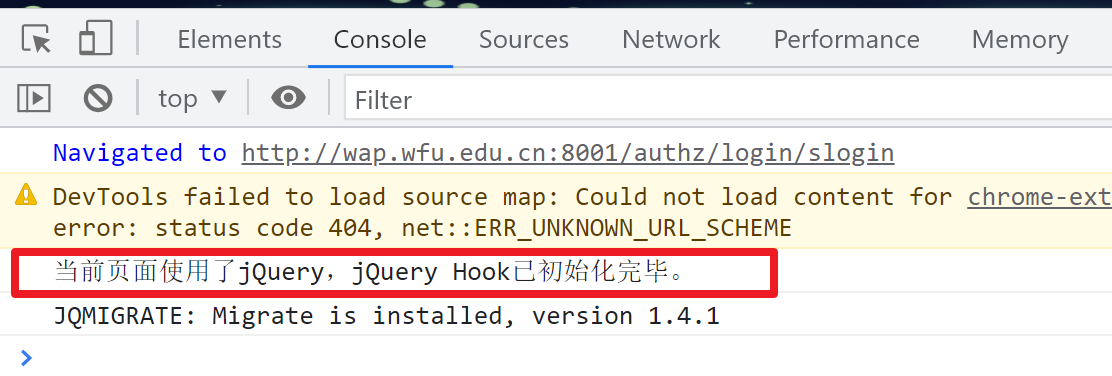 Elements Console Sources Network Performance Memory
top Filter
Navigated to http://wap.wfu.edu.cn:8001/authz/login/slogin
DevTools failed to load source map: Could not load content for chrome-ext
error: status code 404, net::ERR_UNKNOWN_URL_SCHEME
当前页面使用了jQuery，jQuery Hook已初始化完毕。
JQMIGRATE: Migrate is installed, version 1.4.1